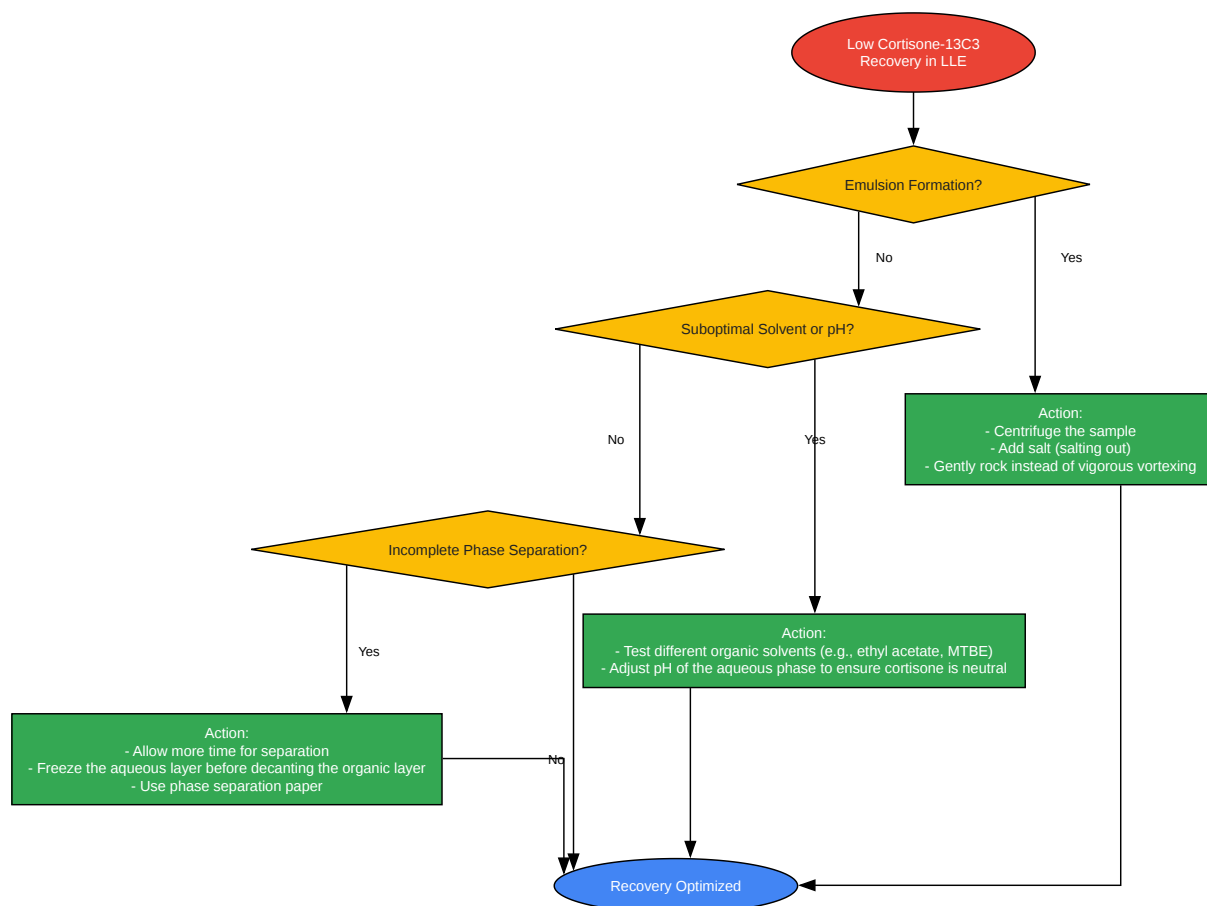 Low Cortisone-13C3
Recovery in LLE
Emulsion Formation?
No
Yes
Suboptimal Solvent or pH?
Action:
- Centrifuge the sample
- Add salt (salting out)
- Gently rock instead of vigorous vortexing
No
Yes
Incomplete Phase Separation?
Action:
- Test different organic solvents (e.g., ethyl acetate, MTBE)
- Adjust pH of the aqueous phase to ensure cortisone is neutral
Yes
Action:
- Allow more time for separation
- Freeze the aqueous layer before decanting the organic layer
- Use phase separation paper
No
Recovery Optimized